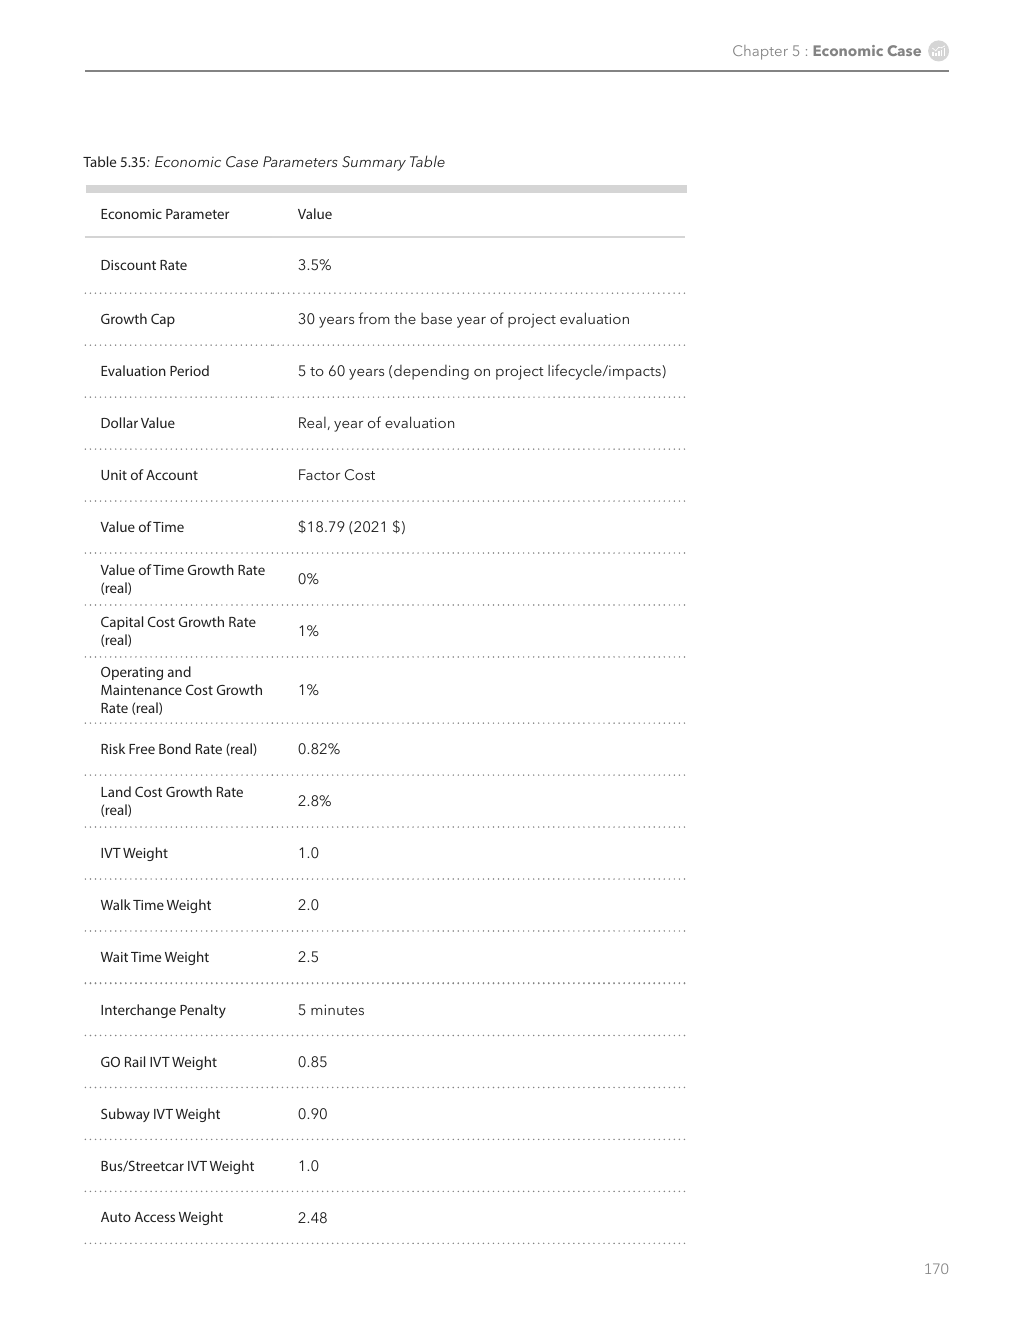 Chapter 5 : Economic Case
Table 5.35: Economic Case Parameters Summary Table
Economic Parameter Value
Discount Rate 3.5%
Growth Cap 30 years from the base year of project evaluation
Evaluation Period 5 to 60 years (depending on project lifecycle/impacts)
Dollar Value Real, year of evaluation
Unit of Account Factor Cost
Value of Time $18.79 (2021 $)
Value of Time Growth Rate
(real)
0%
Capital Cost Growth Rate
(real)
1%
Operating and
Maintenance Cost Growth
Rate (real)
1%
Risk Free Bond Rate (real) 0.82%
Land Cost Growth Rate
(real)
2.8%
IVT Weight 1.0
Walk Time Weight 2.0
Wait Time Weight 2.5
Interchange Penalty 5 minutes
GO Rail IVT Weight 0.85
Subway IVT Weight 0.90
Bus/Streetcar IVT Weight 1.0
Auto Access Weight 2.48
170